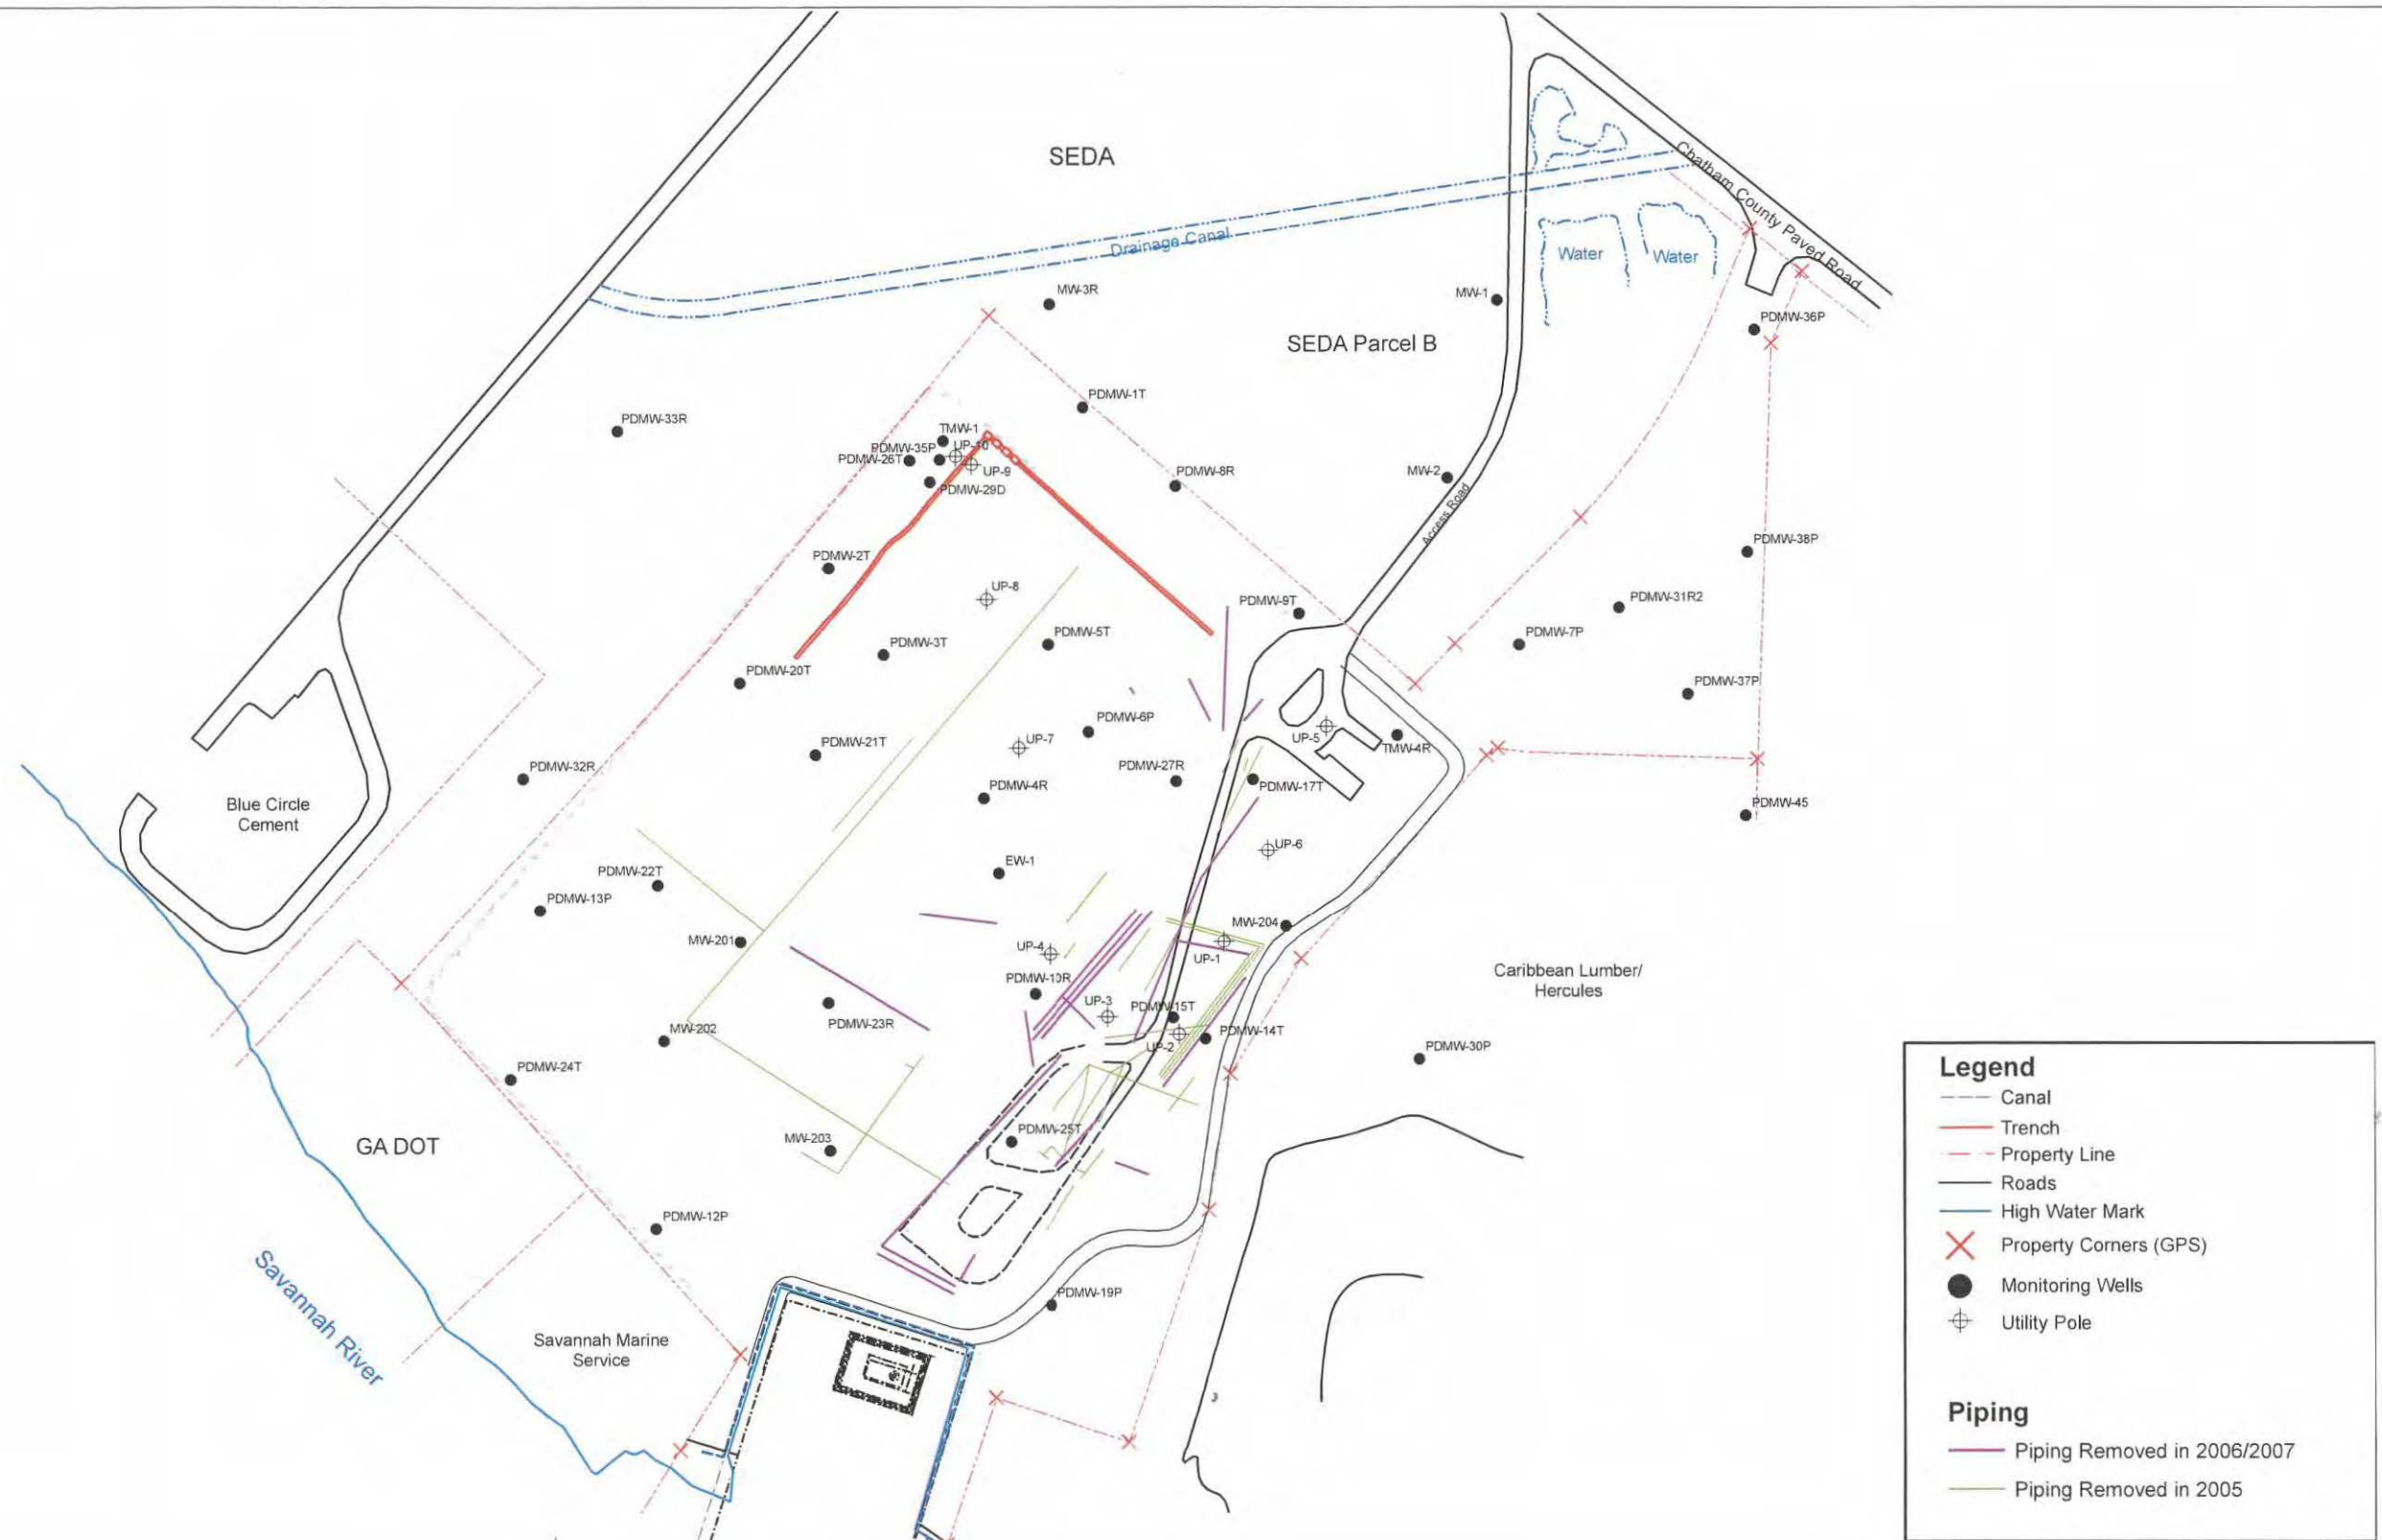 SEDA
Chatham County Paved Road
Drainage Canal
Water
Water
MW-3R
MW-1
PDMW-36P
SEDA Parcel B
PDMW-1T
PDMW-33R
TMW-1
PDMW-35P
UP-10
PDMW-26T
UP-9
PDMW-8R
MW-2
PDMW-29D
Access Road
PDMW-38P
PDMW-2T
UP-8
PDMW-9T
PDMW-31R2
PDMW-5T
PDMW-7P
PDMW-3T
PDMW-20T
PDMW-37P
PDMW-6P
PDMW-21T
UP-7
UP-5
TMW-4R
PDMW-32R
PDMW-27R
PDMW-4R
PDMW-17T
PDMW-45
Blue Circle
Cement
UP-6
EW-1
PDMW-22T
PDMW-13P
MW-204
MW-201
UP-4
UP-1
PDMW-10R
Caribbean Lumber/
Hercules
UP-3
PDMW-15T
PDMW-23R
MW-202
PDMW-14T
UP-2
PDMW-30P
PDMW-24T
PDMW-25T
MW-203
GA DOT
PDMW-12P
Savannah River
PDMW-19P
Savannah Marine
Service
Legend
Canal
Trench
Property Line
Roads
High Water Mark
Property Corners (GPS)
Monitoring Wells
Utility Pole
Piping
Piping Removed in 2006/2007
Piping Removed in 2005